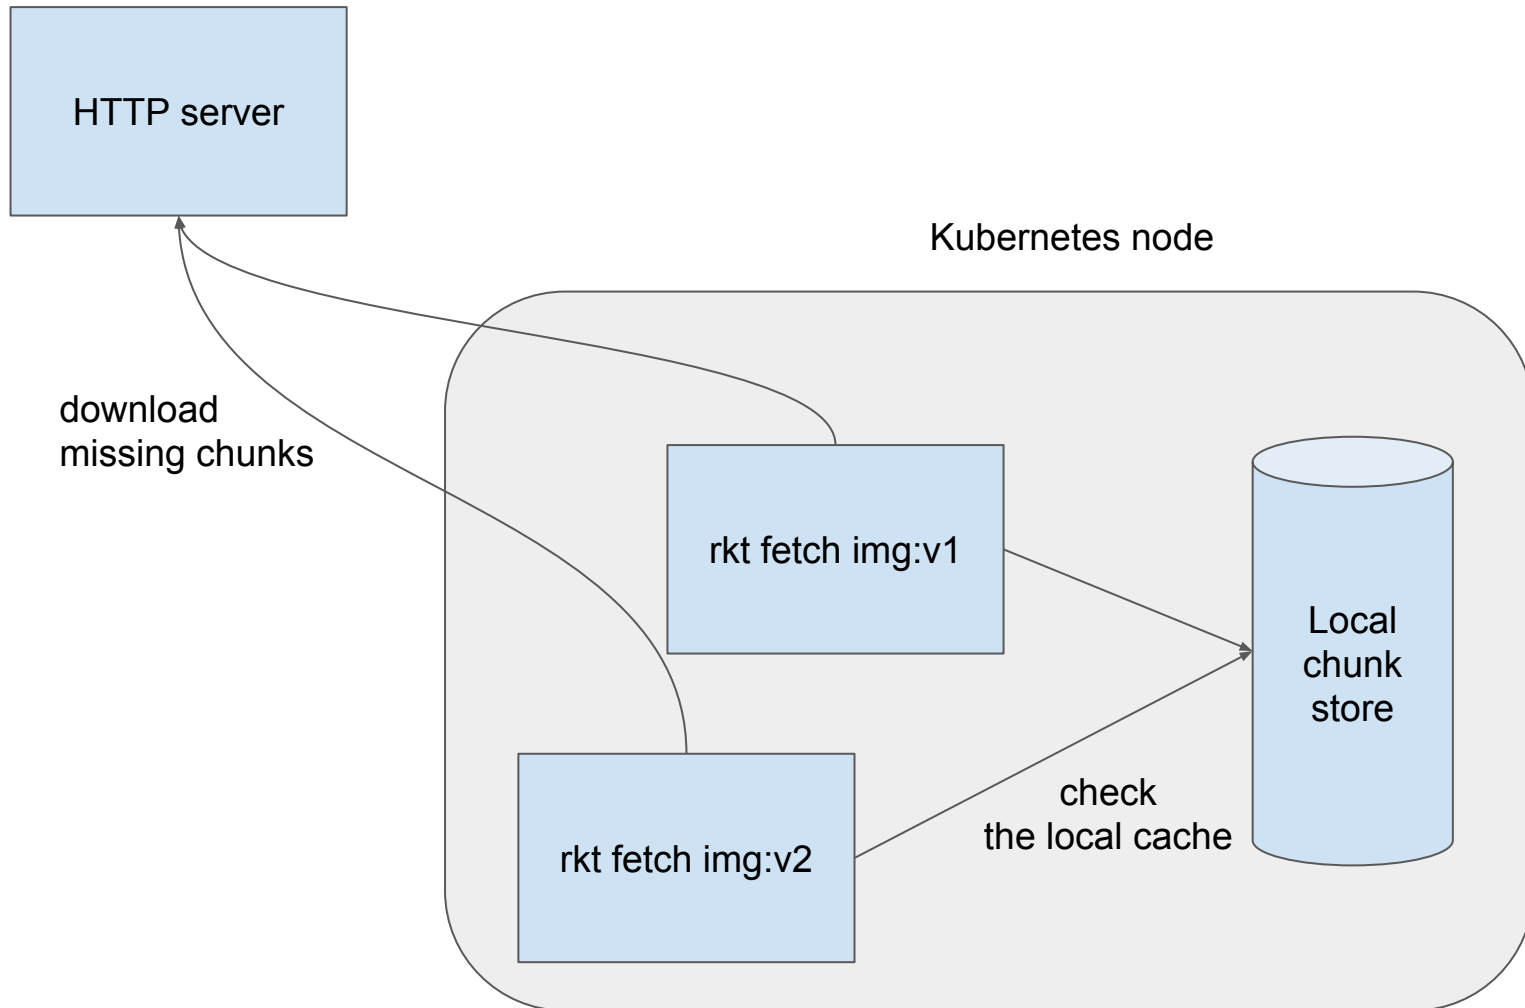 HTTP server
Kubernetes node
download
missing chunks
rkt fetch img:v1
Local
chunk
store
check
the local cache
rkt fetch img:v2